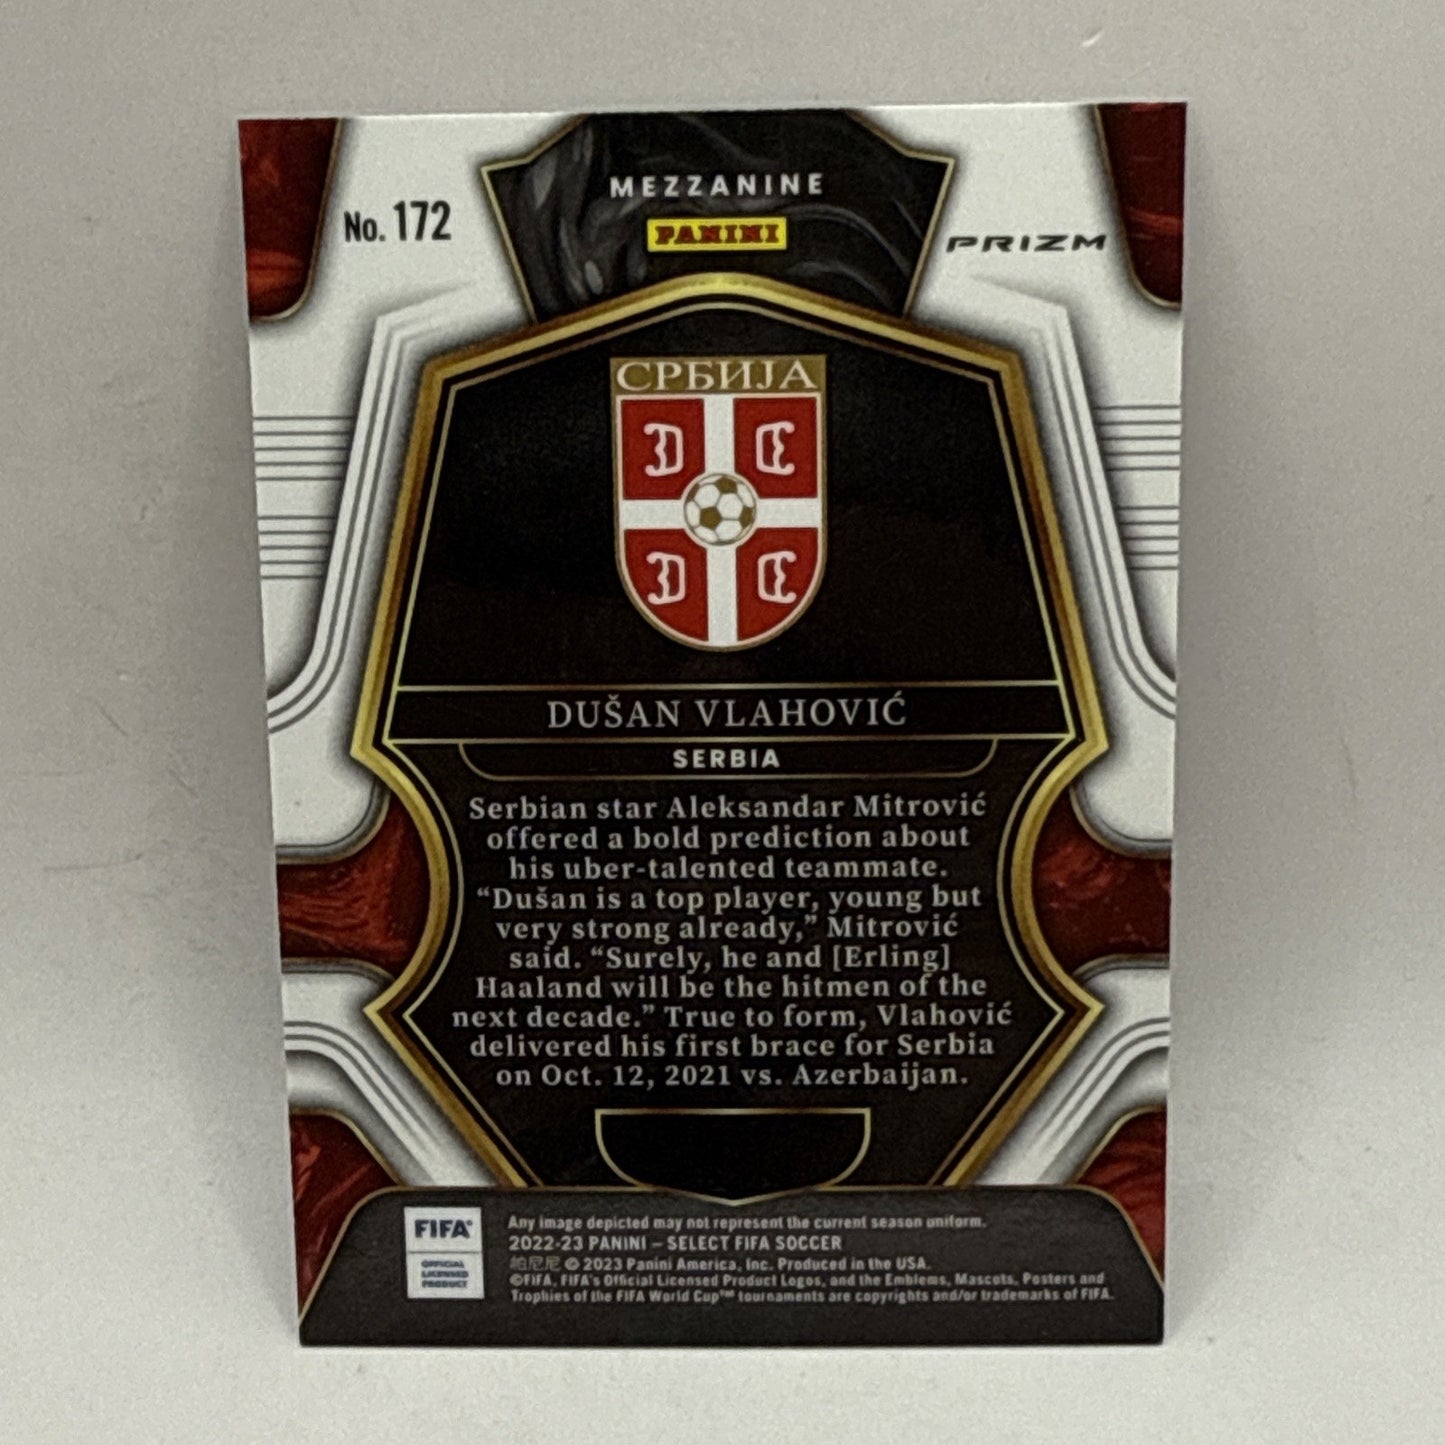 MEZZANINE
No. 172
PANINI
PRIZM
СРБИЈА
DUŠAN VLAHOVIĆ
SERBIA
Serbian star Aleksandar Mitrović
offered a bold prediction about
his uber-talented teammate.
“Dušan is a top player, young but
very strong already,” Mitrović
said. “Surely, he and [Erling]
Haaland will be the hitmen of the
next decade.” True to form, Vlahović
delivered his first brace for Serbia
on Oct. 12, 2021 vs. Azerbaijan.
FIFA®
OFFICIAL
LICENSED
PRODUCT
Any image depicted may not represent the current season uniform.
2022-23 PANINI – SELECT FIFA SOCCER
帕尼尼 © 2023 Panini America, Inc. Produced in the USA.
©FIFA, FIFA's Official Licensed Product Logos, and the Emblems, Mascots, Posters and
Trophies of the FIFA World Cup™ tournaments are copyrights and/or trademarks of FIFA.